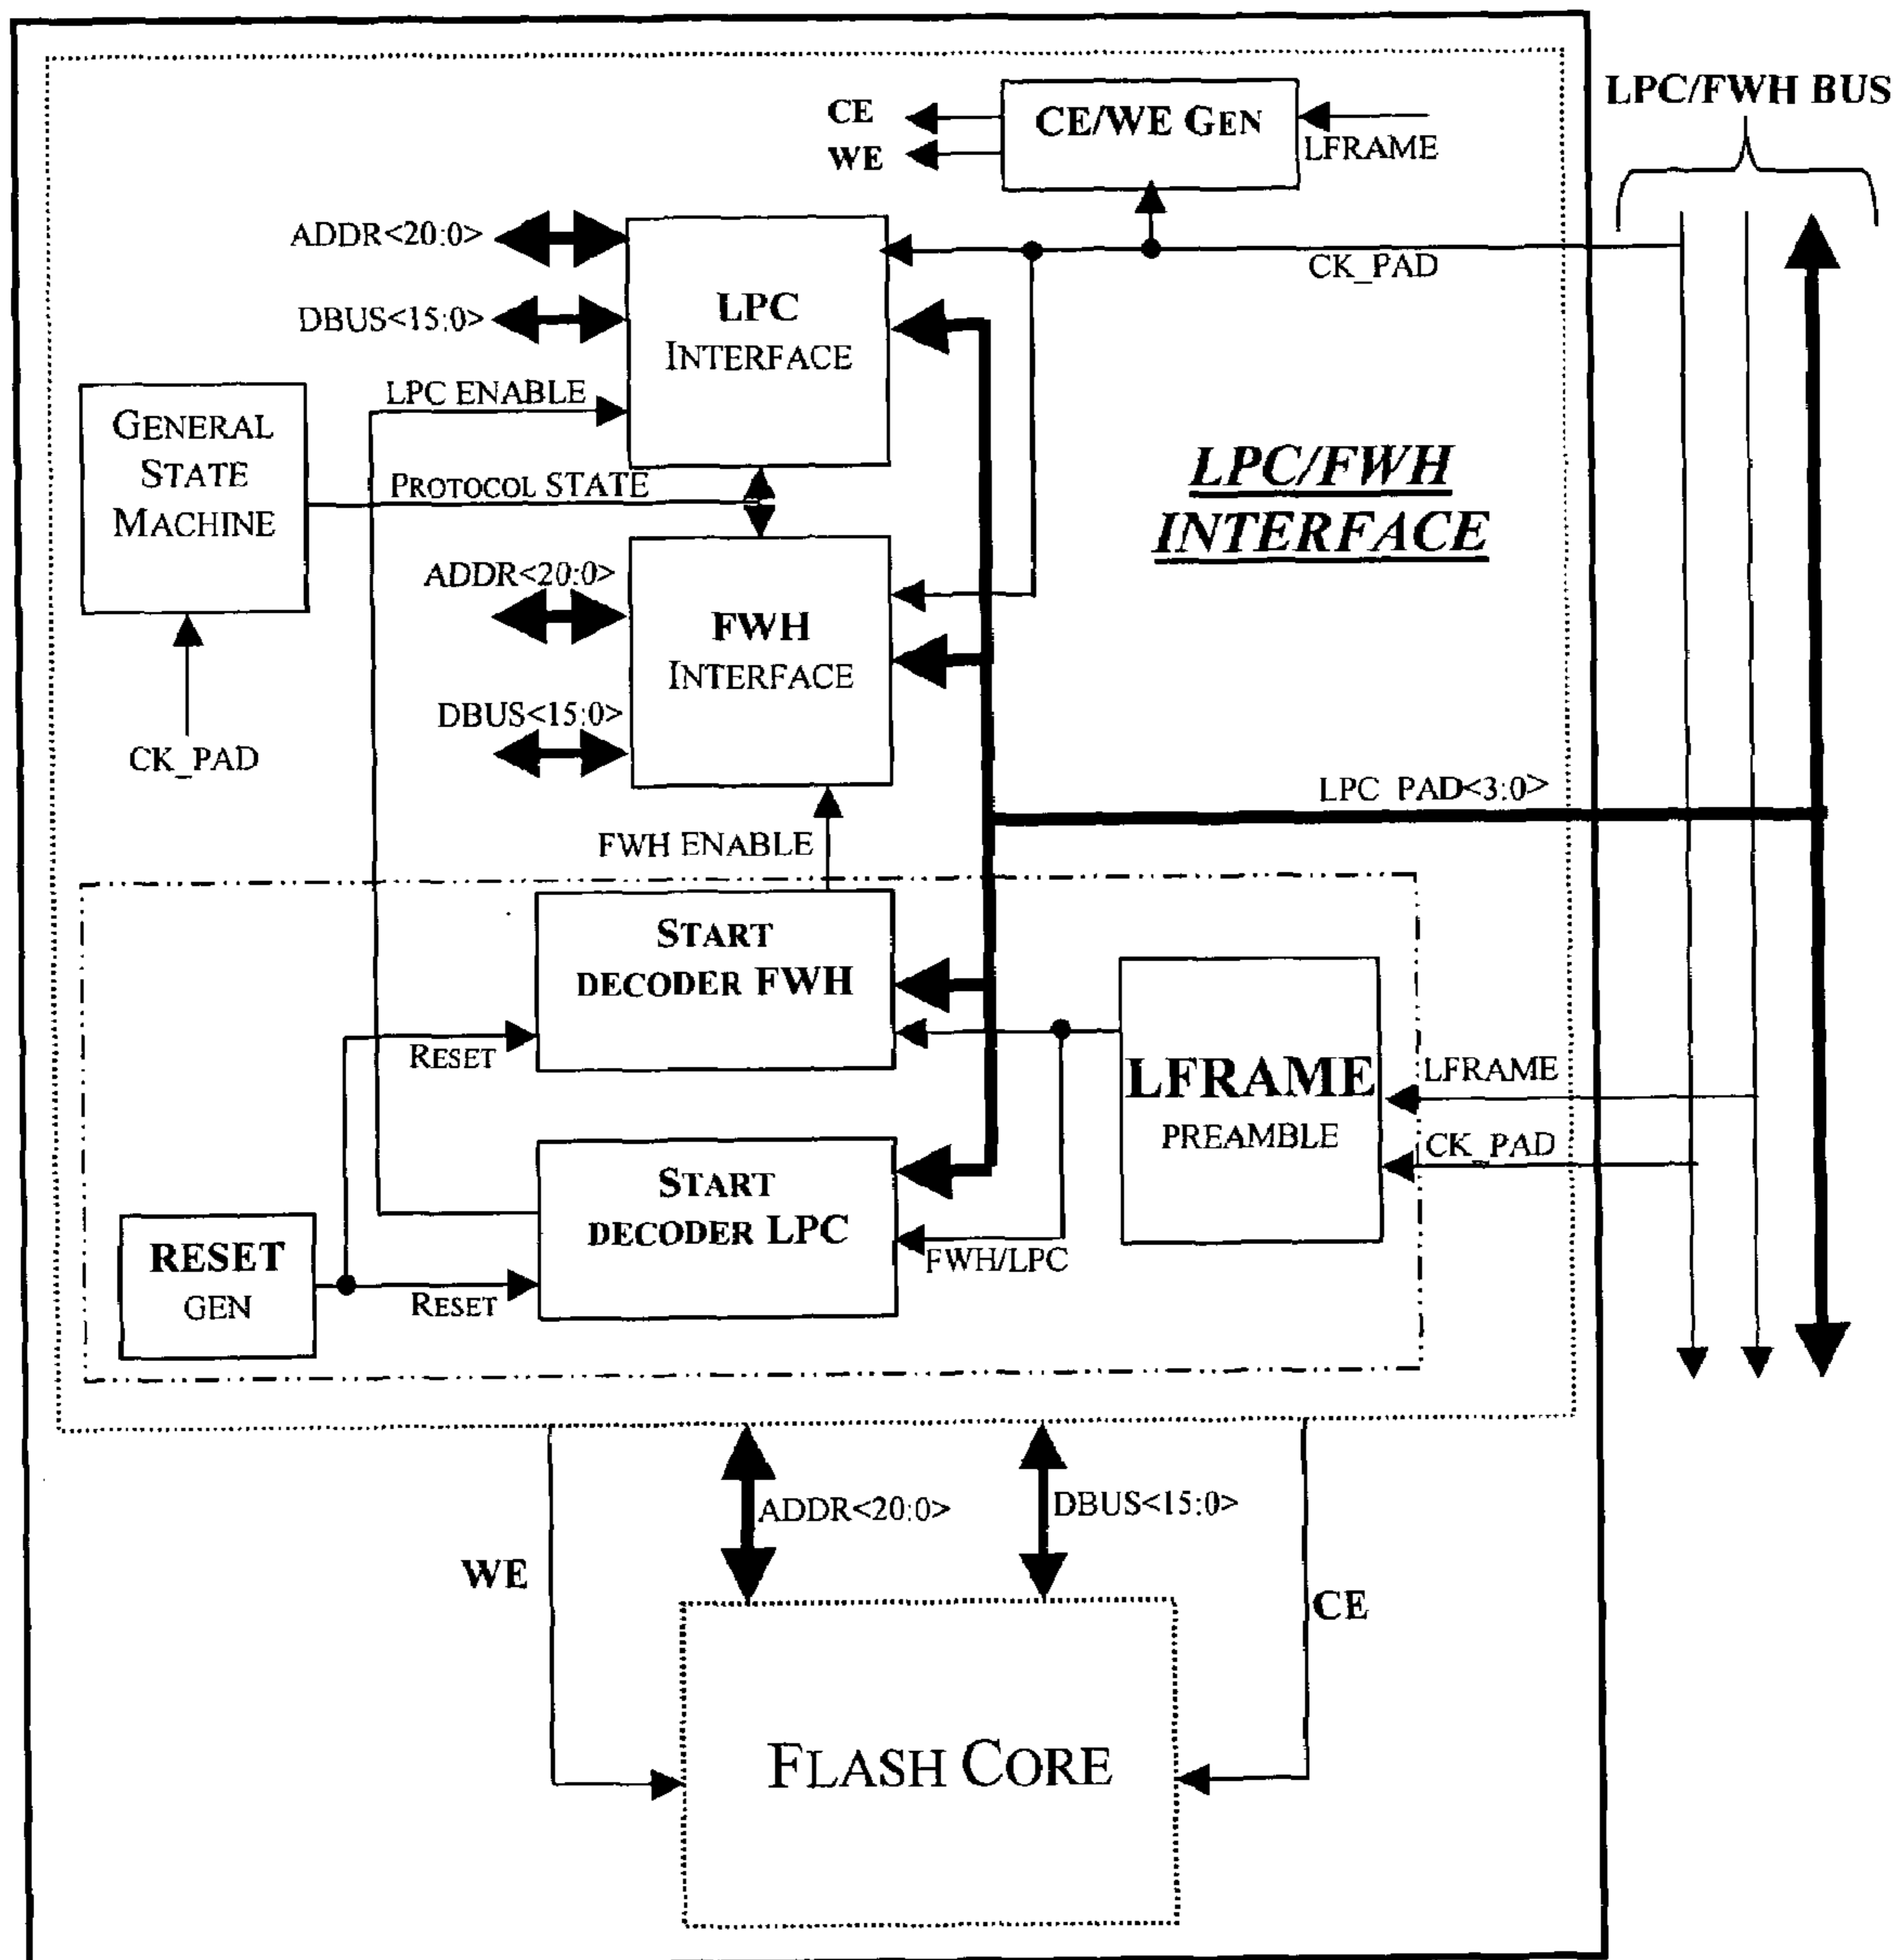 LPC/FWH BUS
CE
WE
CE/WE GEN
LFRAME
ADDR<20:0>
CK_PAD
DBUS<15:0>
LPC
INTERFACE
LPC ENABLE
GENERAL
STATE
MACHINE
PROTOCOL STATE
LPC/FWH
INTERFACE
ADDR<20:0>
FWH
INTERFACE
DBUS<15:0>
CK_PAD
LPC PAD<3:0>
FWH ENABLE
START
DECODER FWH
RESET
LFRAME
PREAMBLE
LFRAME
CK_PAD
START
DECODER LPC
FWH/LPC
RESET
GEN
RESET
ADDR<20:0>
DBUS<15:0>
WE
CE
FLASH CORE